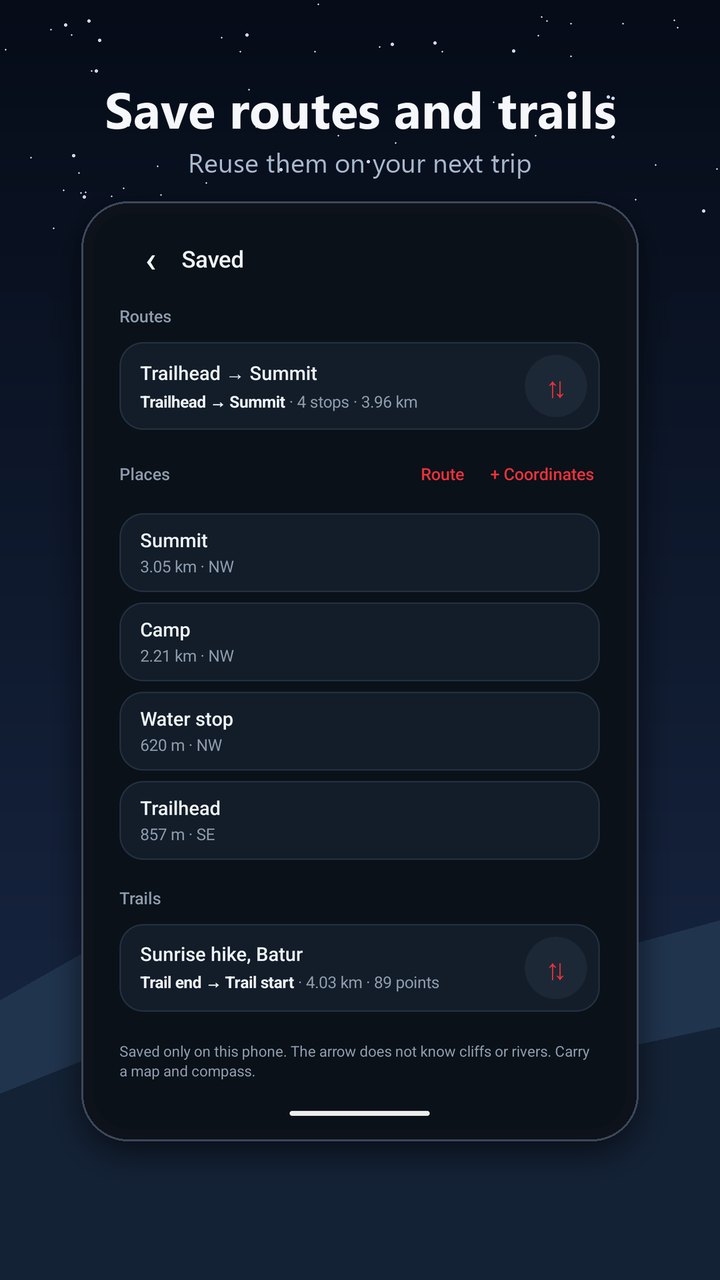 Save routes and trails
Reuse them on your next trip
‹ Saved
Routes
Trailhead → Summit
Trailhead → Summit · 4 stops · 3.96 km
Places Route + Coordinates
Summit
3.05 km · NW
Camp
2.21 km · NW
Water stop
620 m · NW
Trailhead
857 m · SE
Trails
Sunrise hike, Batur
Trail end → Trail start · 4.03 km · 89 points
Saved only on this phone. The arrow does not know cliffs or rivers. Carry
a map and compass.